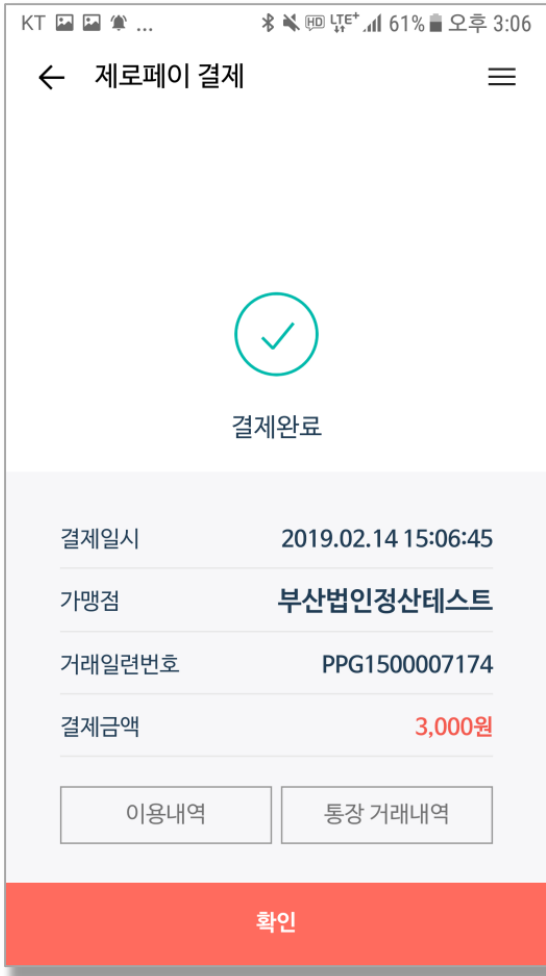 KT ... HD LTE+ 61% 오후 3:06
제로페이 결제
결제완료
결제일시 2019.02.14 15:06:45
가맹점 부산법인정산테스트
거래일련번호 PPG1500007174
결제금액 3,000원
이용내역 통장 거래내역
확인